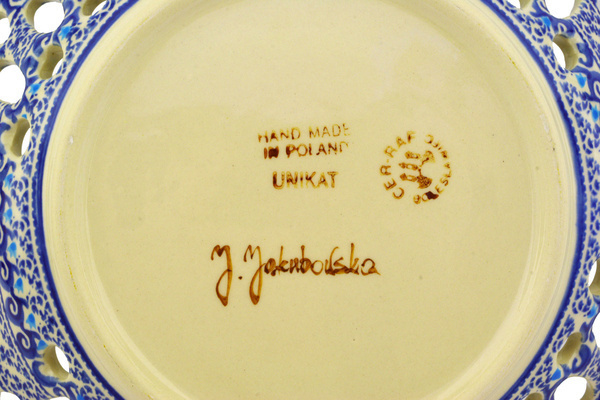 HAND MADE
IN POLAND
UNIKAT
CER-RAF
J. Jakubowska